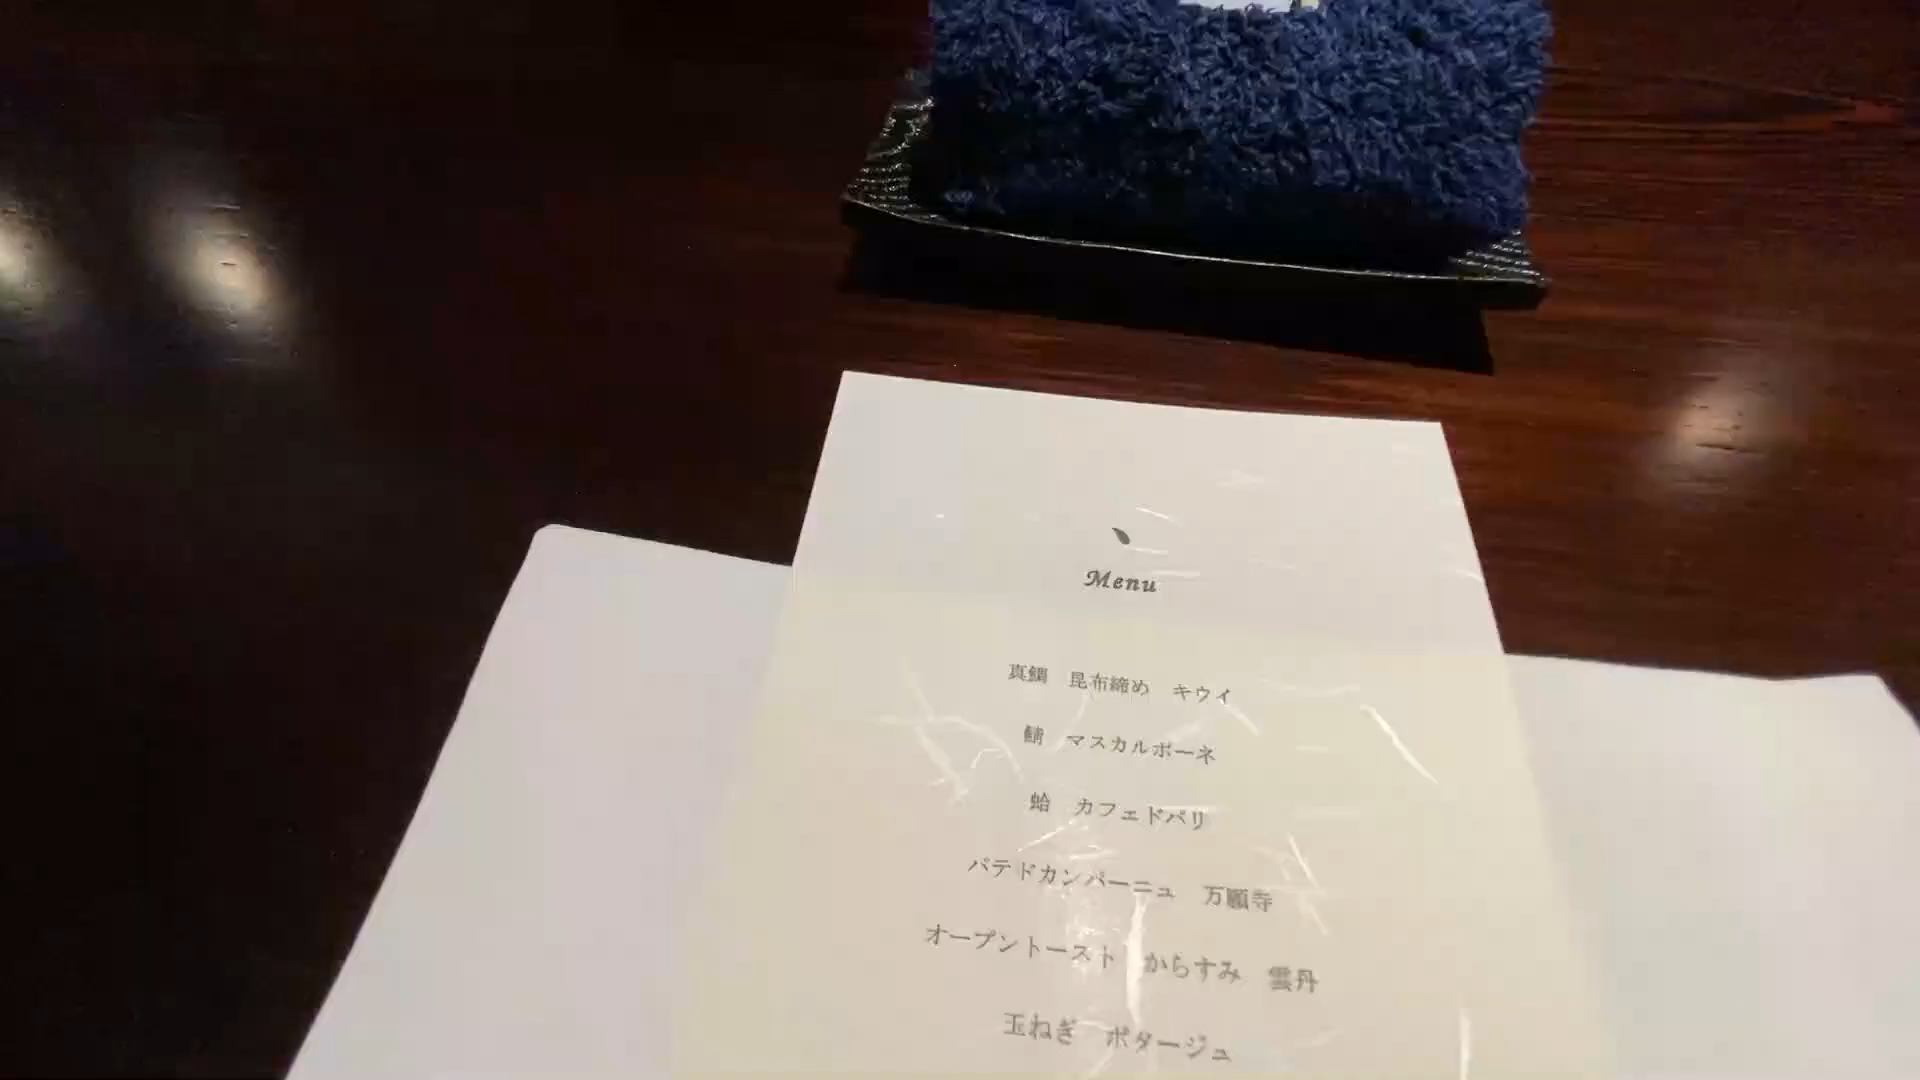 Menu
真鯛　昆布締め　キウイ
鯖　マスカルポーネ
蛤　カフェドパリ
パテドカンパーニュ　万願寺
オープントースト　からすみ　雲丹
玉ねぎ　ポタージュ